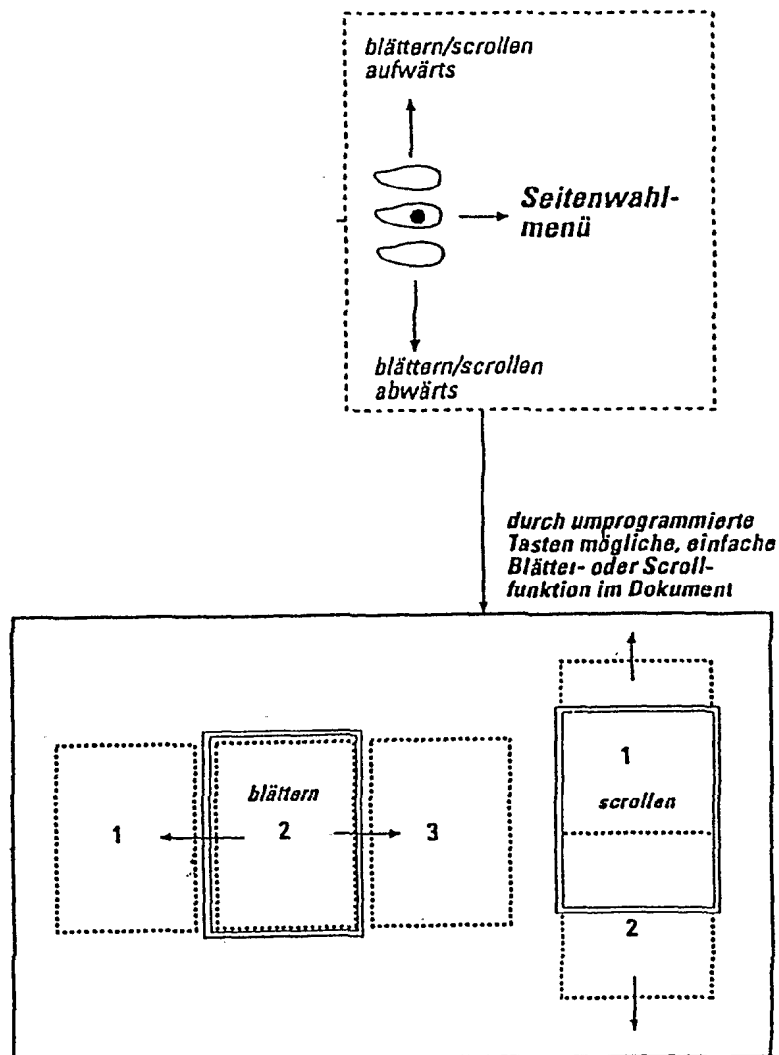 blättern/scrollen
aufwärts
Seitenwahl-
menü
blättern/scrollen
abwärts
durch umprogrammierte
Tasten mögliche, einfache
Blätter- oder Scroll-
funktion im Dokument
1
blättern
2
3
1
scrollen
2